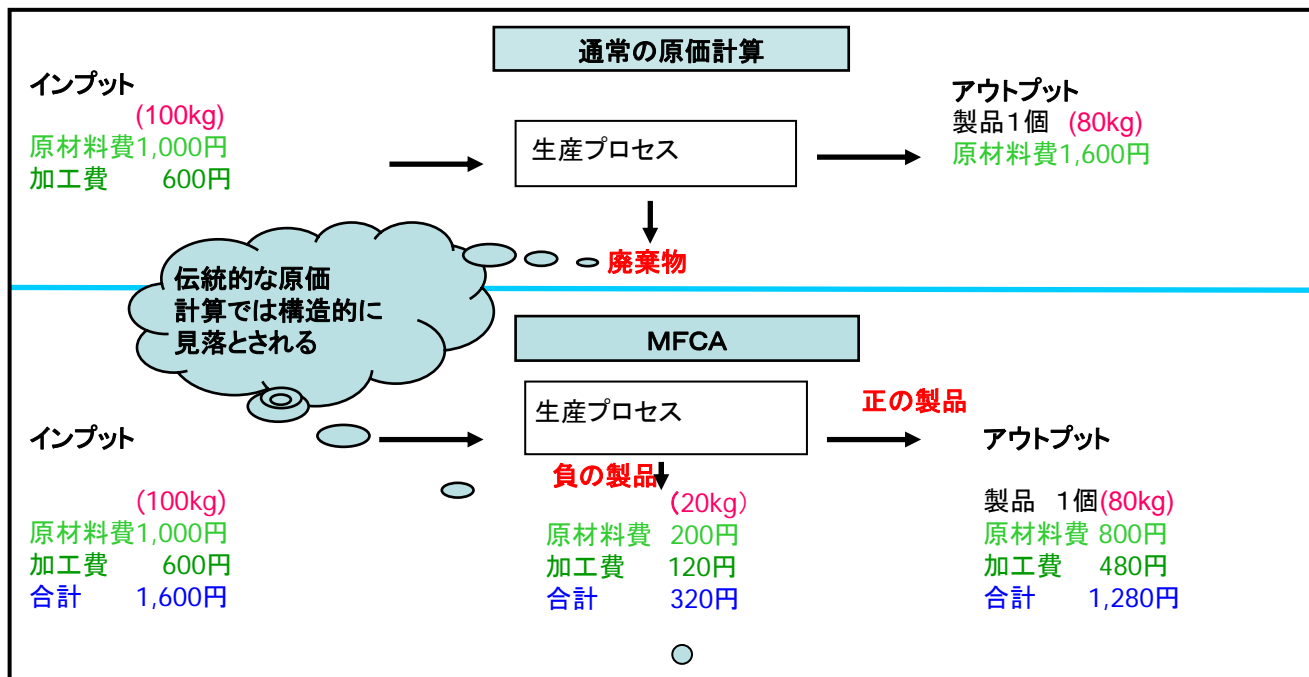 通常の原価計算
インプット
(100kg)
原材料費1,000円
加工費 600円
生産プロセス
アウトプット
製品1個 (80kg)
原材料費1,600円
廃棄物
伝統的な原価
計算では構造的に
見落とされる
MFCA
生産プロセス
正の製品
インプット
(100kg)
原材料費1,000円
加工費 600円
合計 1,600円
負の製品
(20kg)
原材料費 200円
加工費 120円
合計 320円
アウトプット
製品 1個(80kg)
原材料費 800円
加工費 480円
合計 1,280円